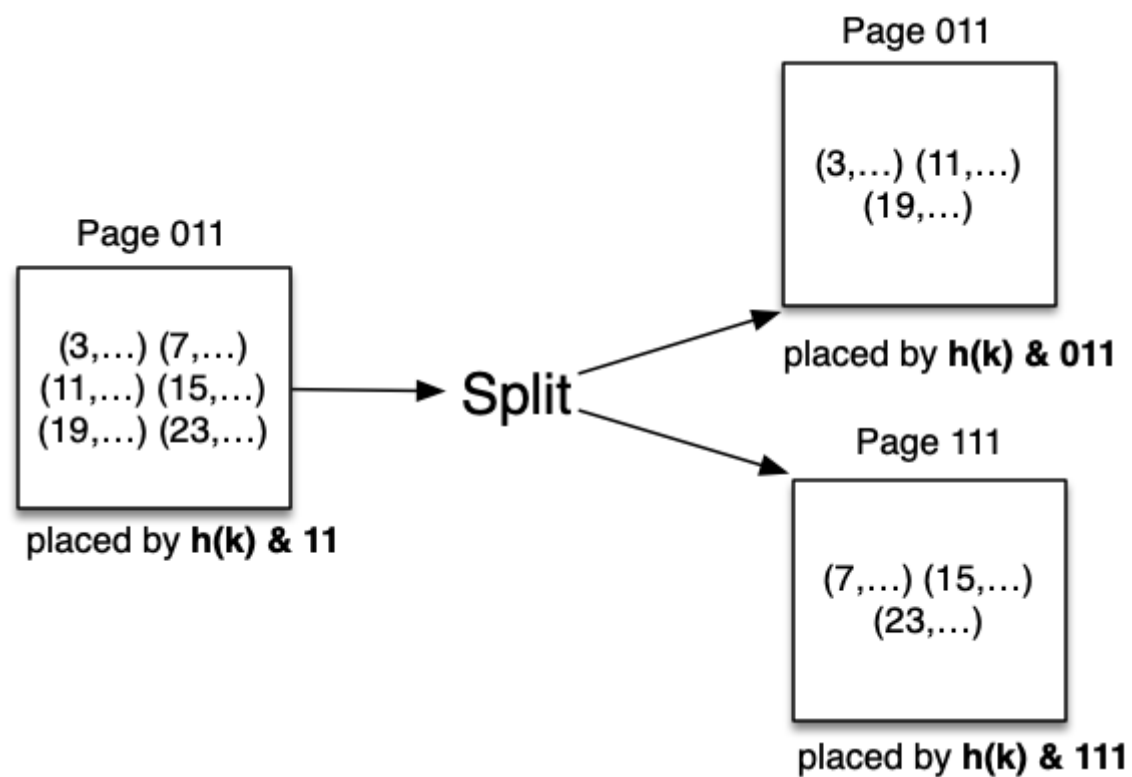 Page 011
(3,…) (7,…)
(11,…) (15,…)
(19,…) (23,…)
placed by h(k) & 11
Split
Page 011
(3,…) (11,…)
(19,…)
placed by h(k) & 011
Page 111
(7,…) (15,…)
(23,…)
placed by h(k) & 111